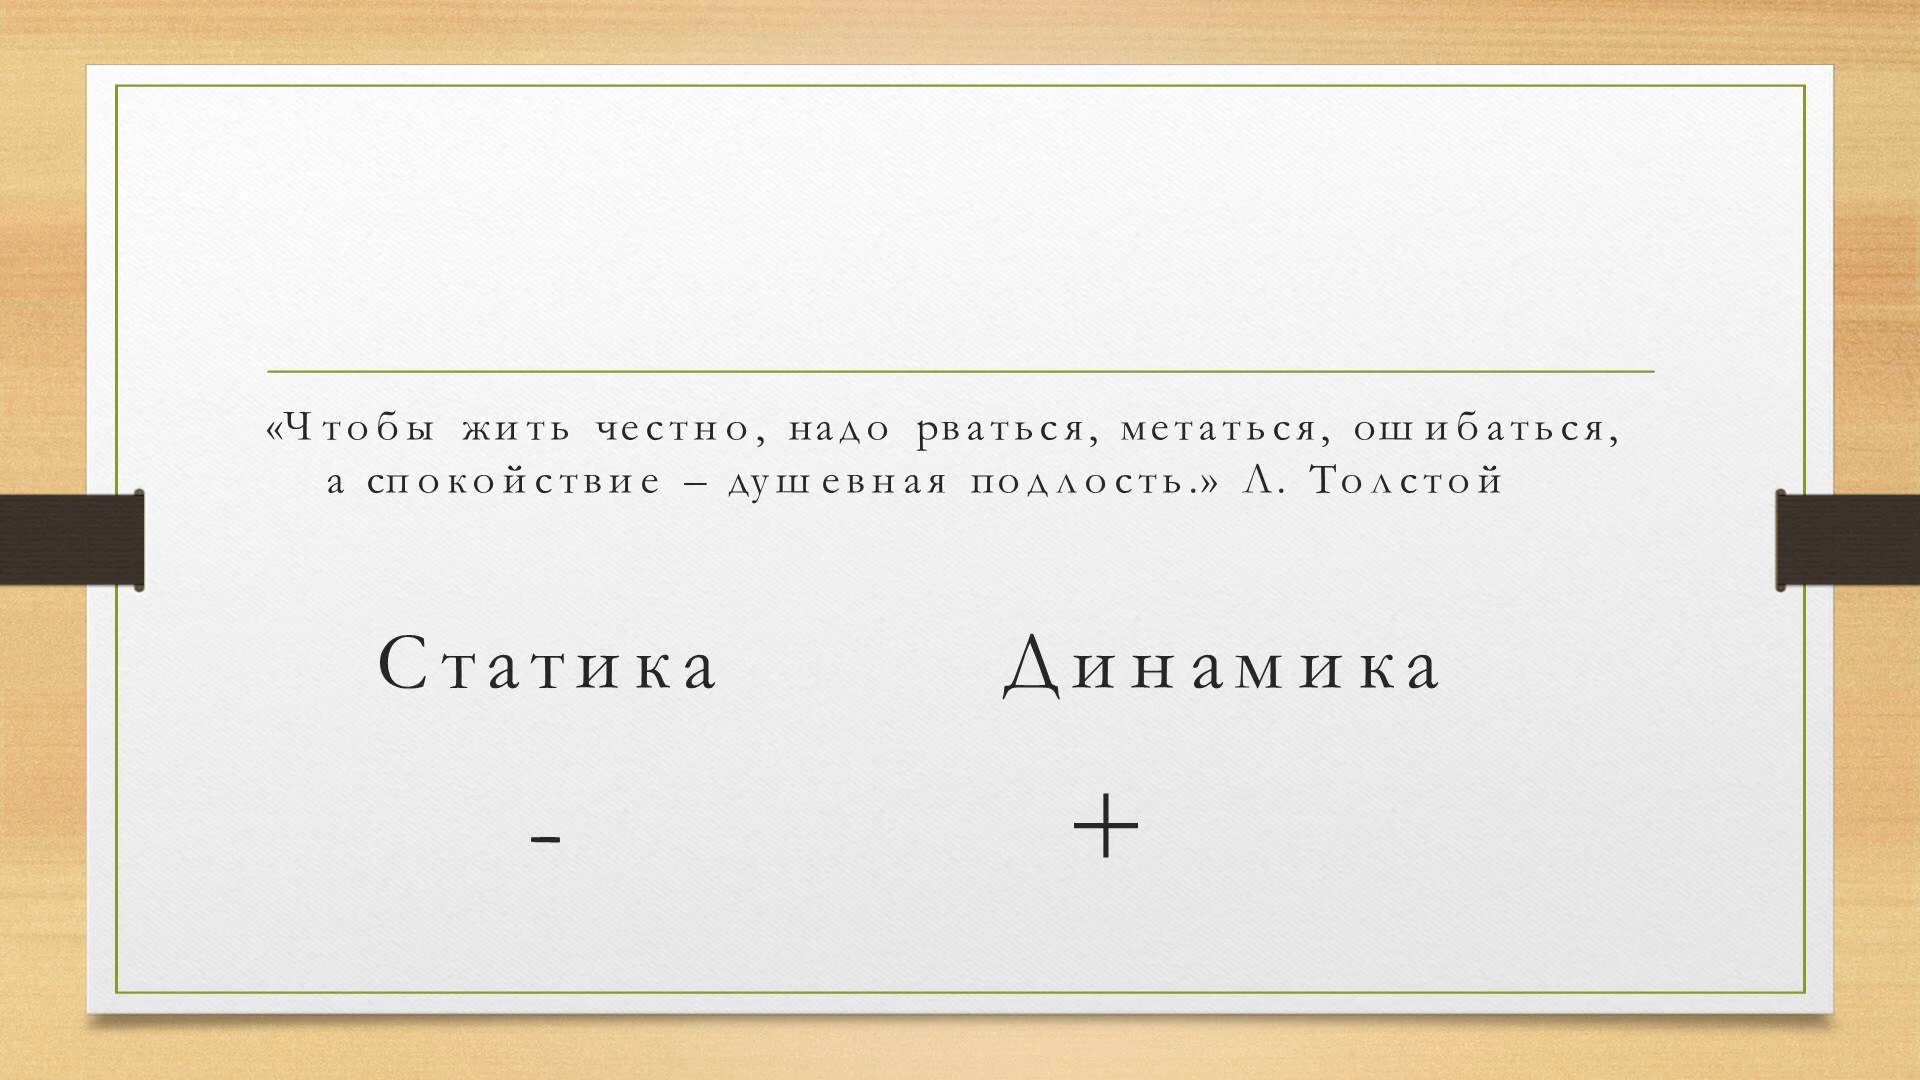 «Чтобы жить честно, надо рваться, метаться, ошибаться,
а спокойствие – душевная подлость.» Л. Толстой
Статика Динамика
- +